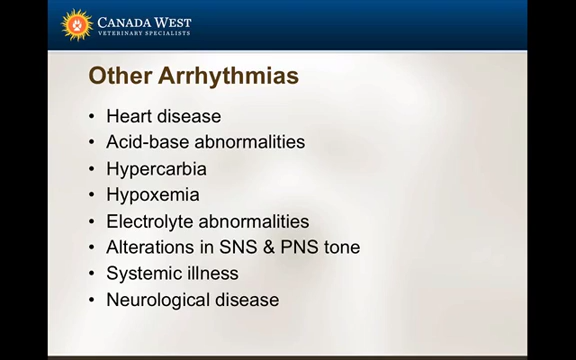 CANADA WEST
VETERINARY SPECIALISTS
Other Arrhythmias
• Heart disease
• Acid-base abnormalities
• Hypercarbia
• Hypoxemia
• Electrolyte abnormalities
• Alterations in SNS & PNS tone
• Systemic illness
• Neurological disease